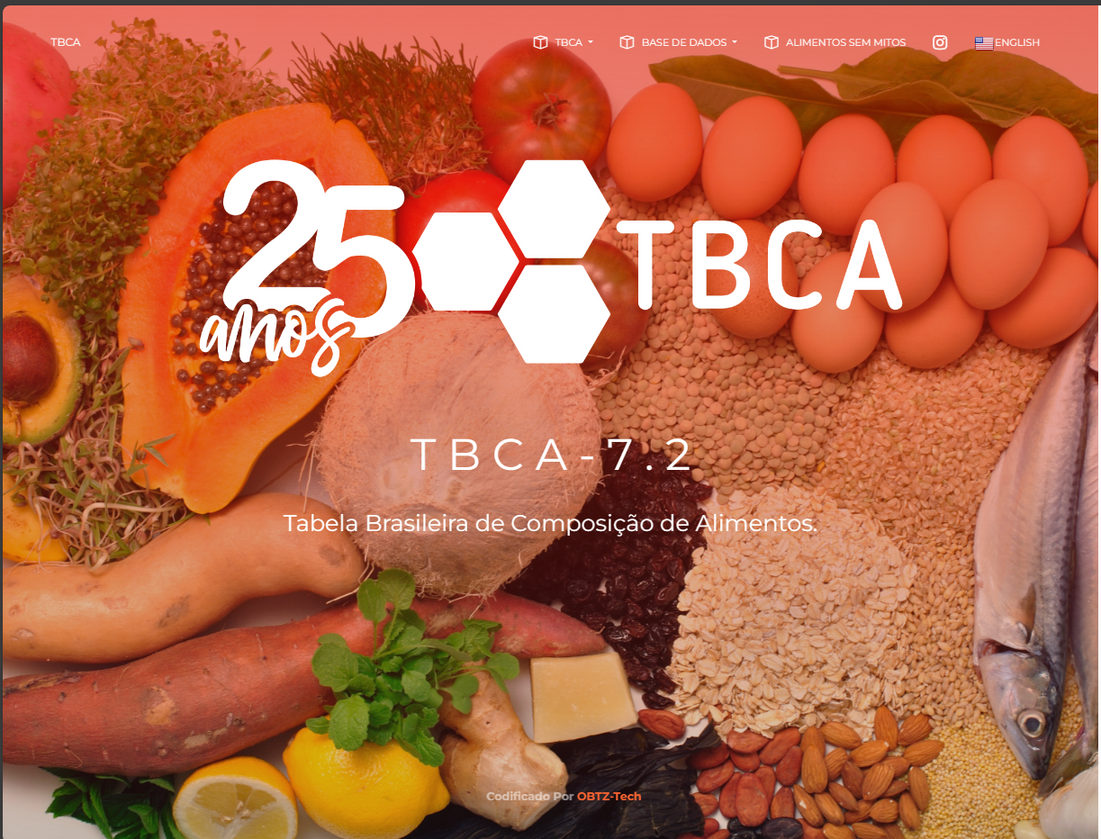 TBCA
TBCA
BASE DE DADOS
ALIMENTOS SEM MITOS
ENGLISH
25
anos
TBCA
TBCA-7.2
Tabela Brasileira de Composição de Alimentos.
Codificado Por OBTZ-Tech